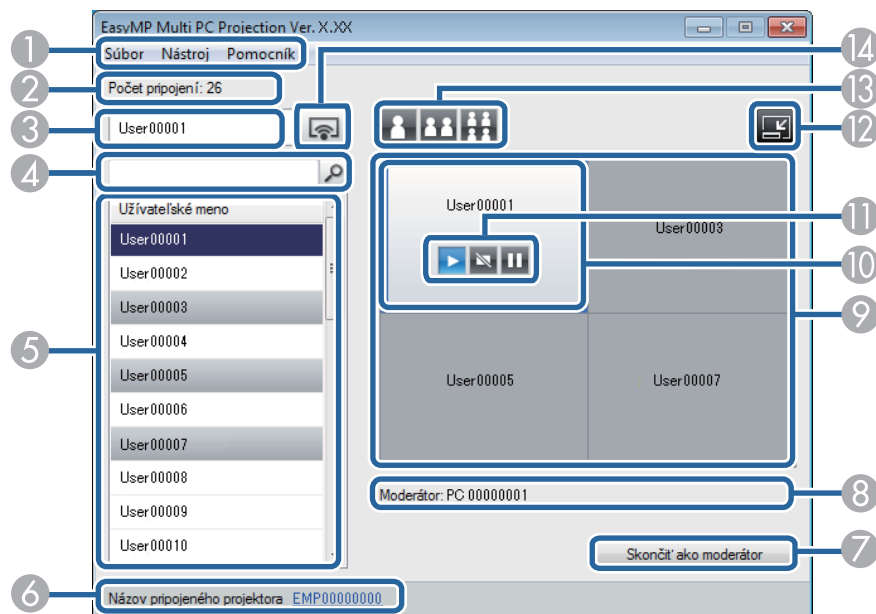 EasyMP Multi PC Projection Ver. X.XX
Súbor Nástroj Pomocník
Počet pripojení: 26
User00001
Užívateľské meno
User00001
User00002
User00003
User00004
User00005
User00006
User00007
User00008
User00009
User00010
Názov pripojeného projektora EMP00000000
User00001
User00003
User00005
User00007
Moderátor: PC 00000001
Skončiť ako moderátor
1
2
3
4
5
6
7
8
9
10
11
12
13
14